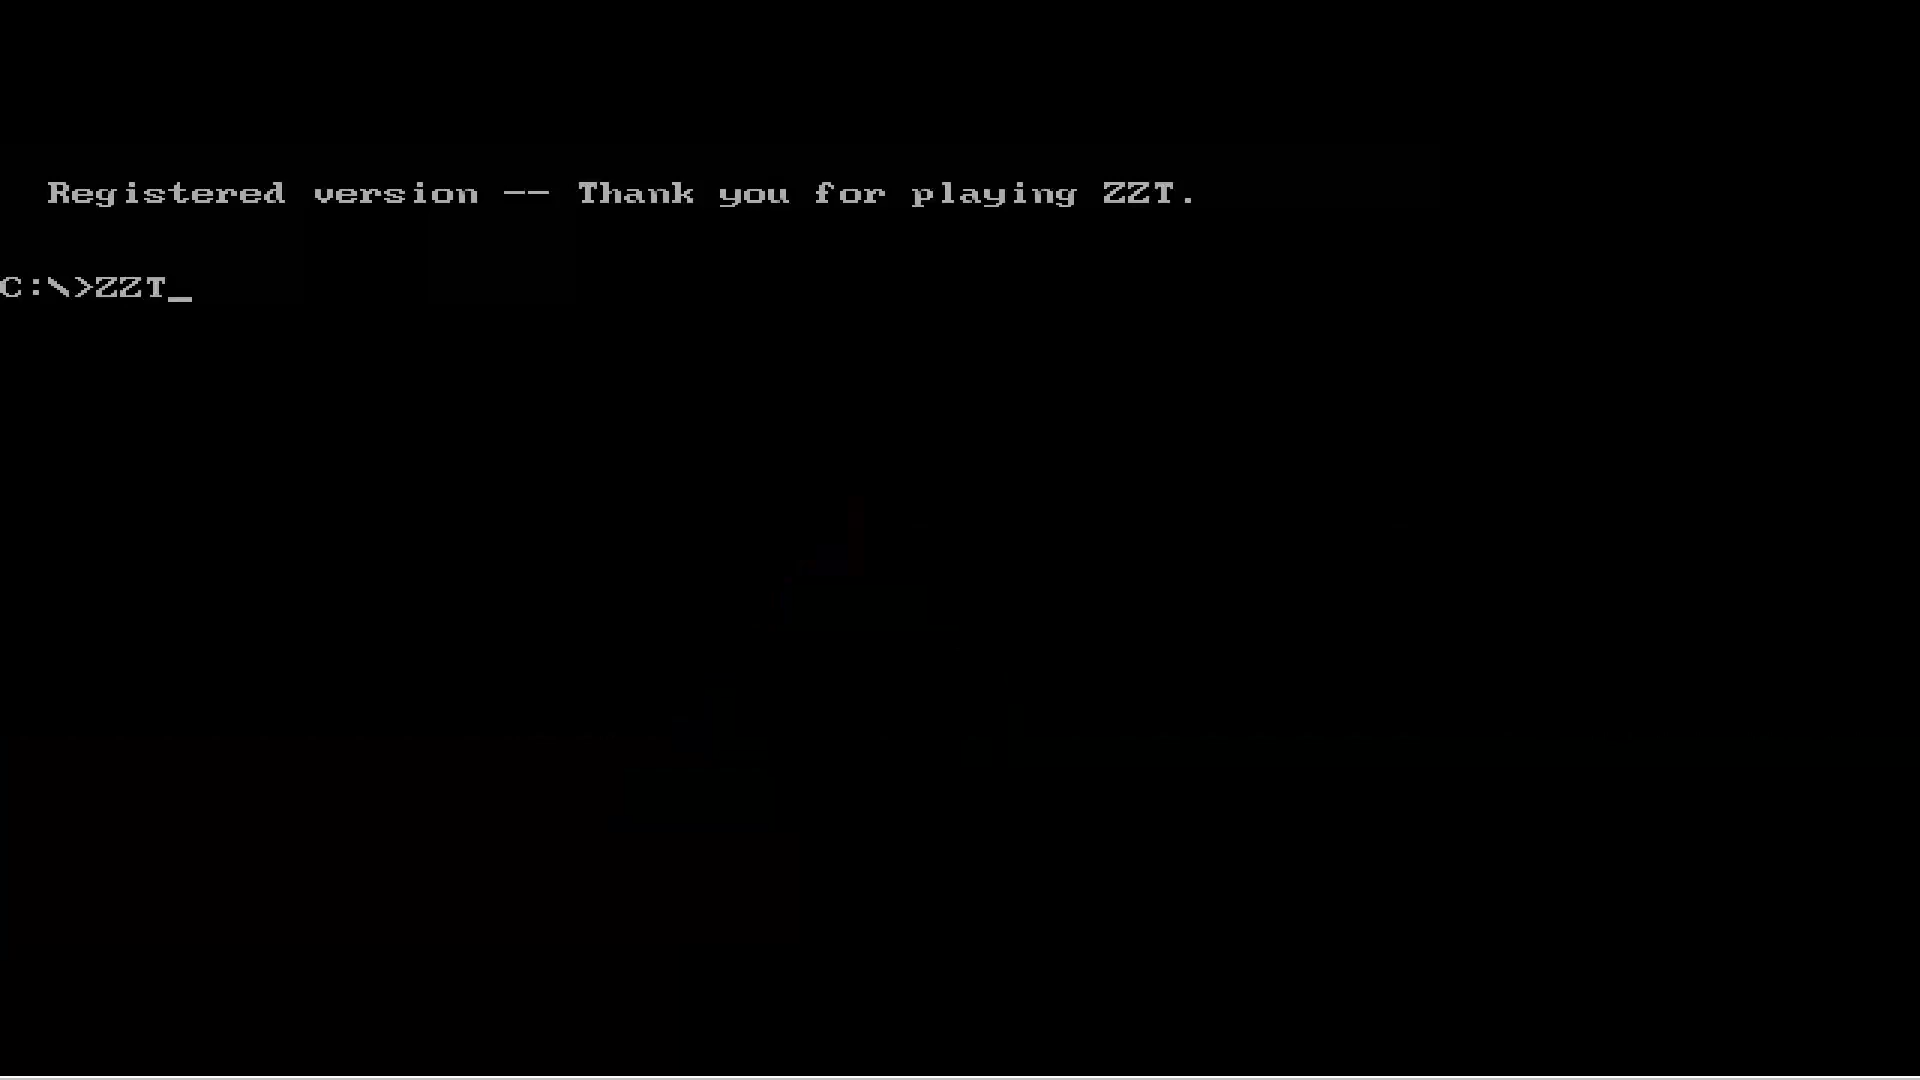 Registered version -- Thank you for playing ZZT.
C:\>ZZT_